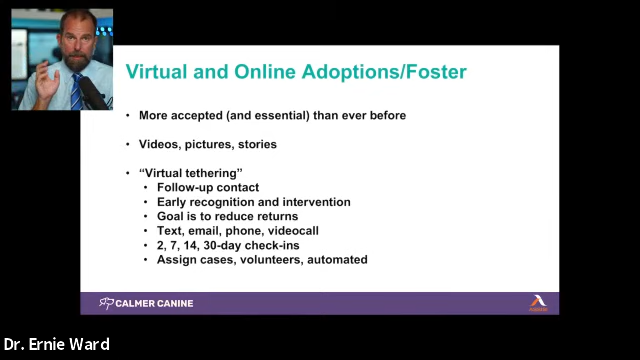 Virtual and Online Adoptions/Foster
• More accepted (and essential) than ever before
• Videos, pictures, stories
• “Virtual tethering”
• Follow-up contact
• Early recognition and intervention
• Goal is to reduce returns
• Text, email, phone, videocall
• 2, 7, 14, 30-day check-ins
• Assign cases, volunteers, automated
CALMER CANINE
Dr. Ernie Ward